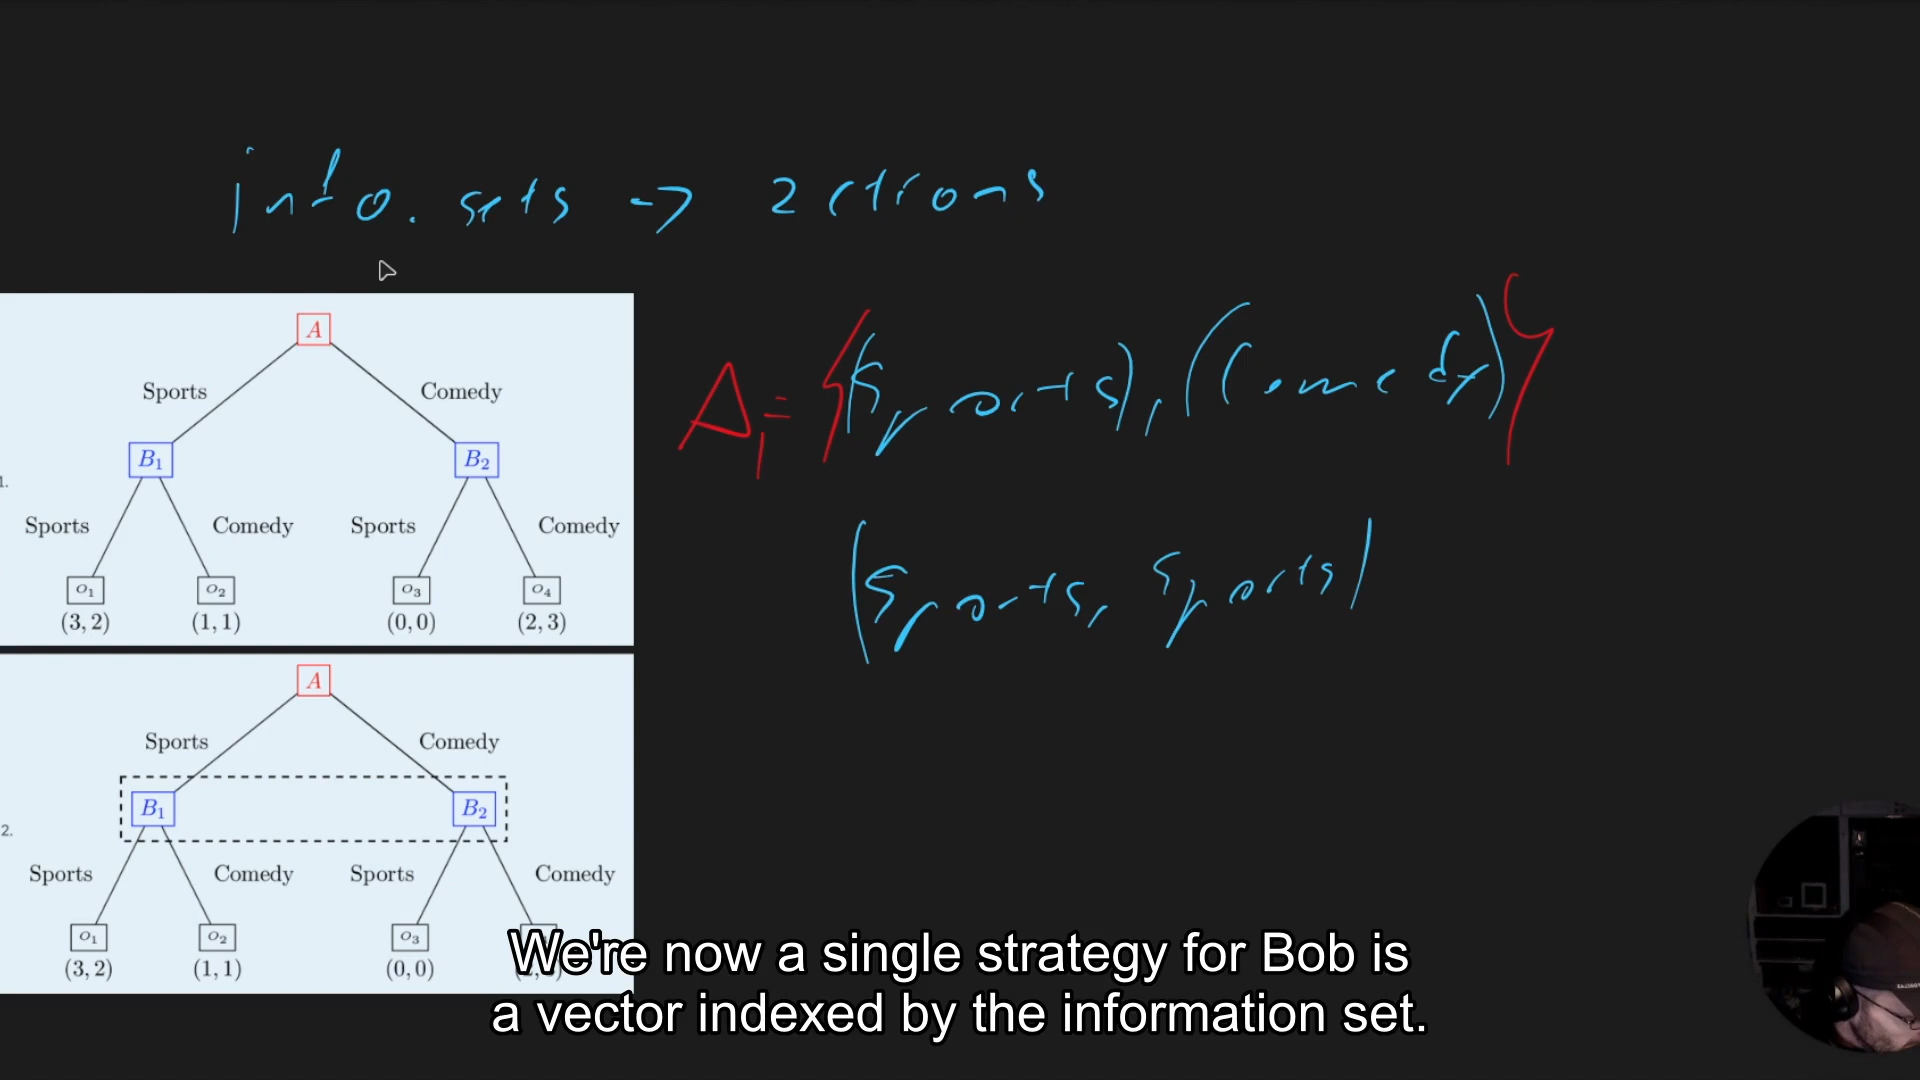 info. sets -> actions
A
Sports Comedy
B1 B2
1.
Sports Comedy Sports Comedy
o1 o2 o3 o4
(3, 2) (1, 1) (0, 0) (2, 3)
A1 = {(Sports), (Comedy)}
(Sports, Sports)
A
Sports Comedy
B1 B2
2.
Sports Comedy Sports Comedy
o1 o2 o3
(3, 2) (1, 1) (0, 0)
We're now a single strategy for Bob is
a vector indexed by the information set.